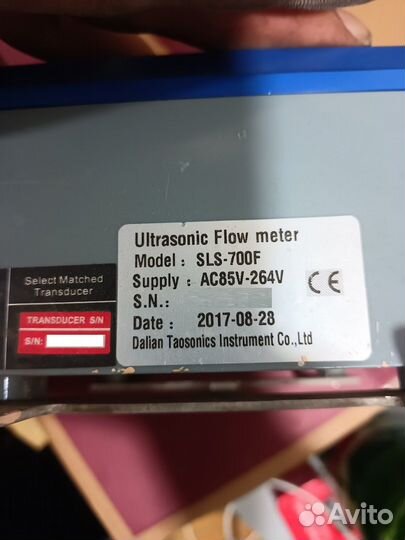 Ultrasonic Flow meter
Model: SLS-700F
Supply: AC85V-264V
S.N.:
CE
Date: 2017-08-28
Dalian Taosonics Instrument Co.,Ltd
Select Matched
Transducer
TRANSDUCER S/N
S/N:
Avito